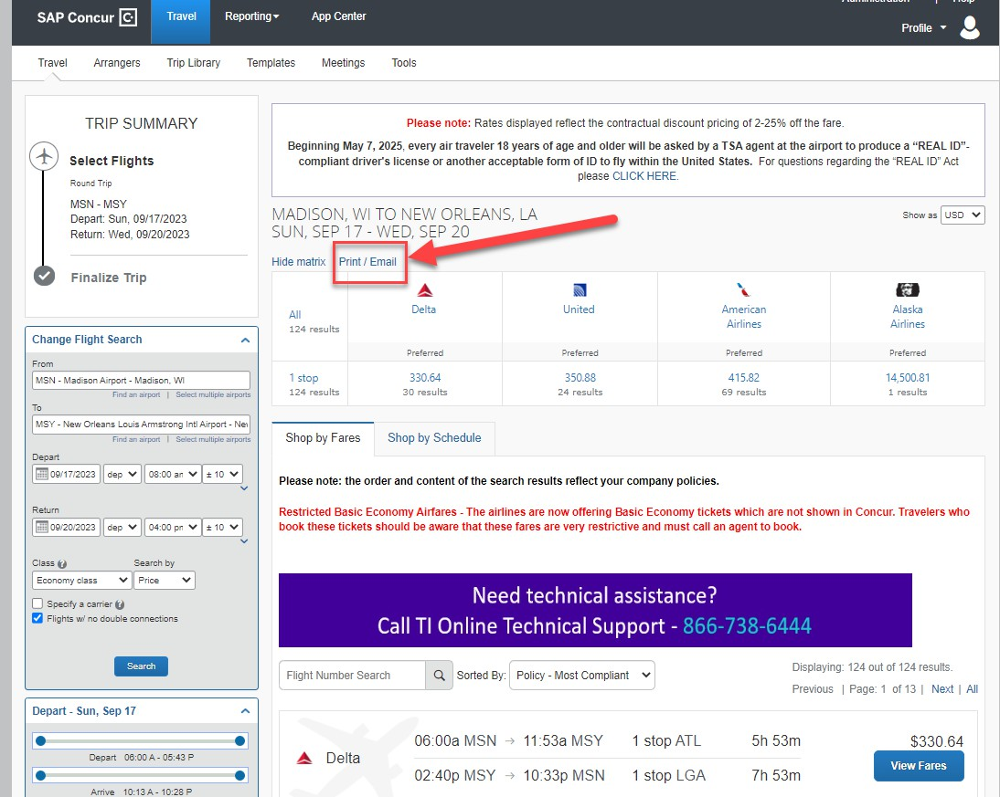 Administration | Help
SAP Concur C
Travel
Reporting
App Center
Profile
Travel
Arrangers
Trip Library
Templates
Meetings
Tools
TRIP SUMMARY
Select Flights
Round Trip
MSN - MSY
Depart: Sun, 09/17/2023
Return: Wed, 09/20/2023
Finalize Trip
Change Flight Search
From
MSN - Madison Airport - Madison, WI
Find an airport | Select multiple airports
To
MSY - New Orleans Louis Armstrong Intl Airport - Nev
Find an airport | Select multiple airports
Depart
09/17/2023 dep 08:00 an ± 10
Return
09/20/2023 dep 04:00 pn ± 10
Class ? Search by
Economy class Price
Specify a carrier ?
Flights w/ no double connections
Search
Depart - Sun, Sep 17
Depart 06:00 A - 05:43 P
Arrive 10:13 A - 10:28 P
Please note: Rates displayed reflect the contractual discount pricing of 2-25% off the fare.
Beginning May 7, 2025, every air traveler 18 years of age and older will be asked by a TSA agent at the airport to produce a “REAL ID”-
compliant driver's license or another acceptable form of ID to fly within the United States. For questions regarding the “REAL ID” Act
please CLICK HERE.
MADISON, WI TO NEW ORLEANS, LA
SUN, SEP 17 - WED, SEP 20
Show as USD
Hide matrix Print / Email
All
124 results
Delta
Preferred
United
Preferred
American
Airlines
Preferred
Alaska
Airlines
Preferred
1 stop 330.64 350.88 415.82 14,500.81
124 results 30 results 24 results 69 results 1 results
Shop by Fares
Shop by Schedule
Please note: the order and content of the search results reflect your company policies.
Restricted Basic Economy Airfares - The airlines are now offering Basic Economy tickets which are not shown in Concur. Travelers who
book these tickets should be aware that these fares are very restrictive and must call an agent to book.
Need technical assistance?
Call TI Online Technical Support - 866-738-6444
Flight Number Search
Sorted By: Policy - Most Compliant
Displaying: 124 out of 124 results.
Previous | Page: 1 of 13 | Next | All
Delta
06:00a MSN → 11:53a MSY 1 stop ATL 5h 53m
02:40p MSY → 10:33p MSN 1 stop LGA 7h 53m
$330.64
View Fares